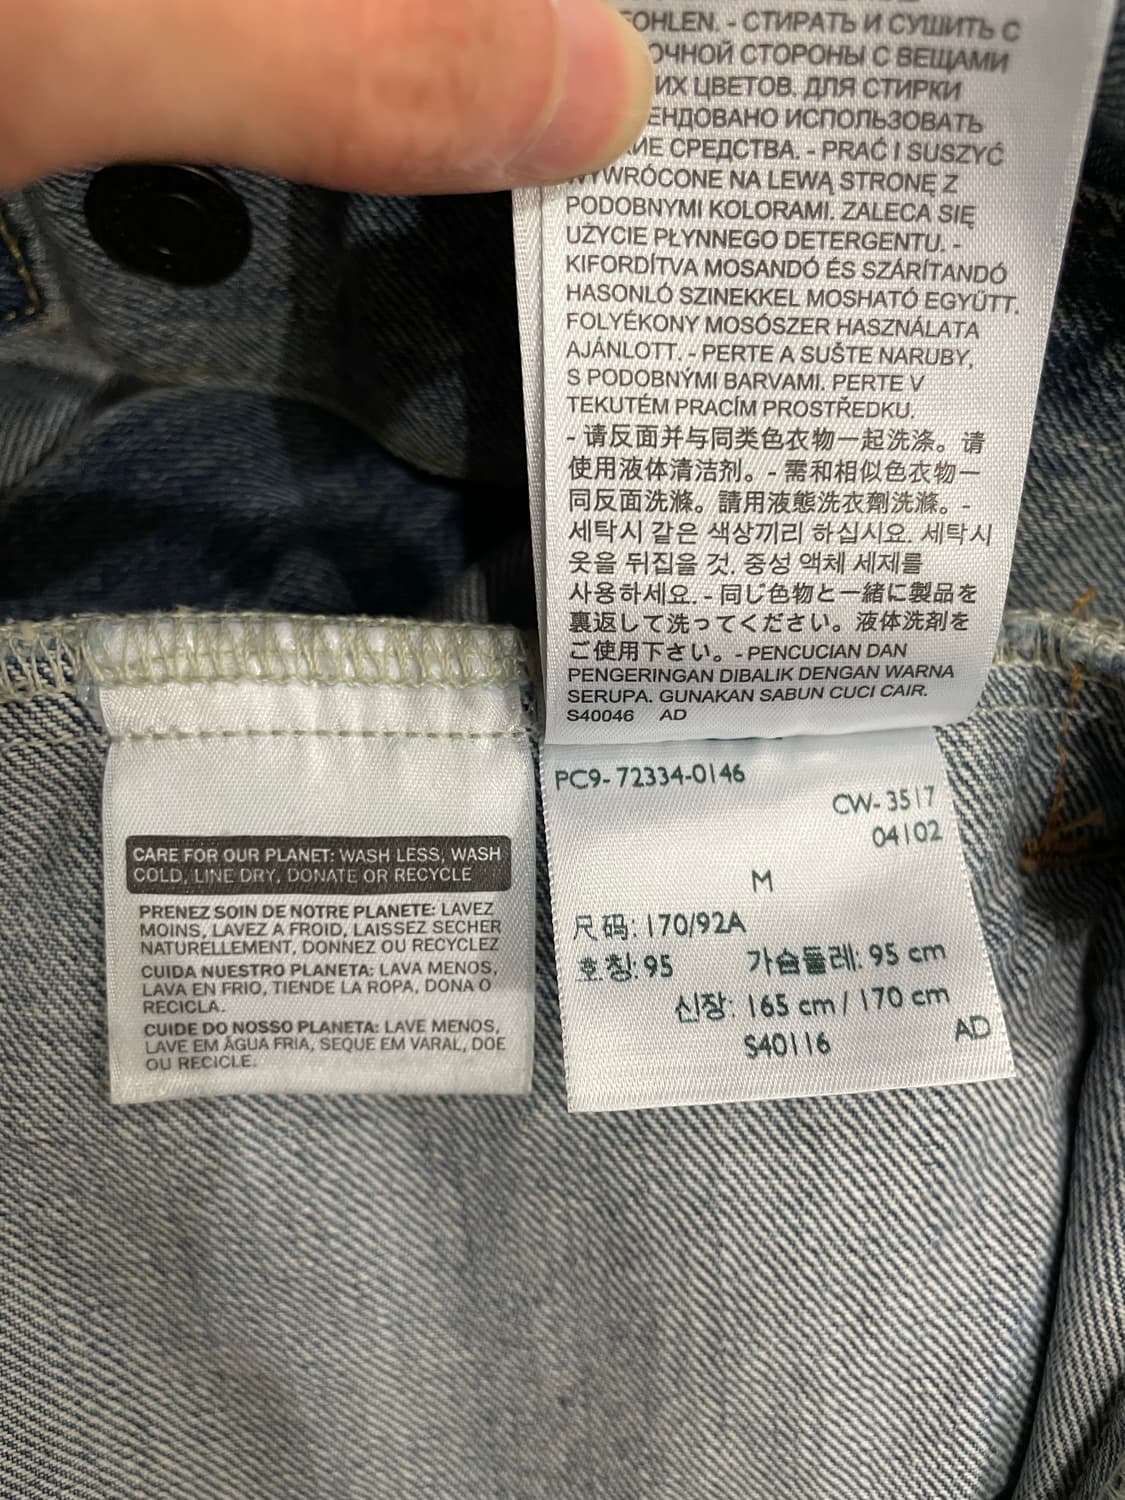 FOHLEN. - СТИРАТЬ И СУШИТЬ С
ОЧНОЙ СТОРОНЫ С ВЕЩАМИ
ИХ ЦВЕТОВ. ДЛЯ СТИРКИ
ЕНДОВАНО ИСПОЛЬЗОВАТЬ
КИЕ СРЕДСТВА. - PRAĆ I SUSZYĆ
WYWRÓCONE NA LEWĄ STRONĘ Z
PODOBNYMI KOLORAMI. ZALECA SIĘ
UŻYCIE PŁYNNEGO DETERGENTU. -
KIFORDÍTVA MOSANDÓ ÉS SZÁRÍTANDÓ
HASONLÓ SZINEKKEL MOSHATÓ EGYÜTT.
FOLYÉKONY MOSÓSZER HASZNÁLATA
AJÁNLOTT. - PERTE A SUŠTE NARUBY,
S PODOBNÝMI BARVAMI. PERTE V
TEKUTÉM PRACÍM PROSTŘEDKU.
- 请反面并与同类色衣物一起洗涤。请
使用液体清洁剂。- 需和相似色衣物一
同反面洗滌。請用液態洗衣劑洗滌。-
세탁시 같은 색상끼리 하십시요. 세탁시
옷을 뒤집을 것. 중성 액체 세제를
사용하세요. - 同じ色物と一緒に製品を
裏返して洗ってください。液体洗剤を
ご使用下さい。- PENCUCIAN DAN
PENGERINGAN DIBALIK DENGAN WARNA
SERUPA. GUNAKAN SABUN CUCI CAIR.
S40046 AD
PC9-72334-0146
CW-3517
04102
M
尺码: 170/92A
호칭: 95 가슴둘레: 95 cm
신장: 165 cm / 170 cm
S40116 AD
CARE FOR OUR PLANET: WASH LESS, WASH
COLD, LINE DRY, DONATE OR RECYCLE
PRENEZ SOIN DE NOTRE PLANETE: LAVEZ
MOINS, LAVEZ A FROID, LAISSEZ SECHER
NATURELLEMENT, DONNEZ OU RECYCLEZ
CUIDA NUESTRO PLANETA: LAVA MENOS,
LAVA EN FRIO, TIENDE LA ROPA, DONA O
RECICLA.
CUIDE DO NOSSO PLANETA: LAVE MENOS,
LAVE EM ÁGUA FRIA, SEQUE EM VARAL, DOE
OU RECICLE.